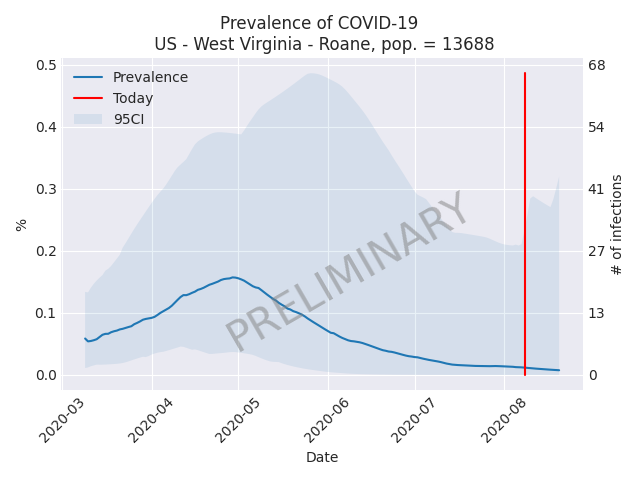 Prevalence of COVID-19
US - West Virginia - Roane, pop. = 13688
Prevalence
Today
95CI
0.5
0.4
0.3
0.2
0.1
0.0
%
68
54
41
27
13
0
# of infections
PRELIMINARY
2020-03
2020-04
2020-05
2020-06
2020-07
2020-08
Date